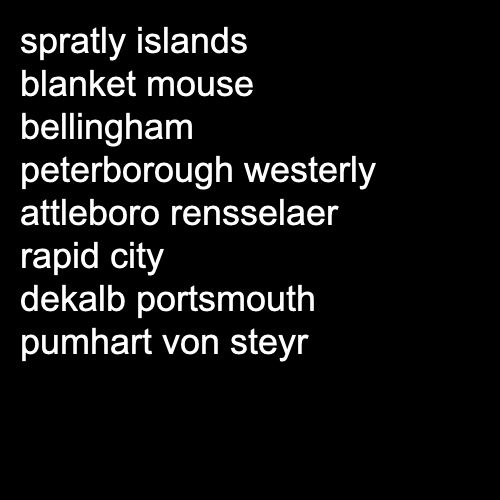 spratly islands
blanket mouse
bellingham
peterborough westerly
attleboro rensselaer
rapid city
dekalb portsmouth
pumhart von steyr